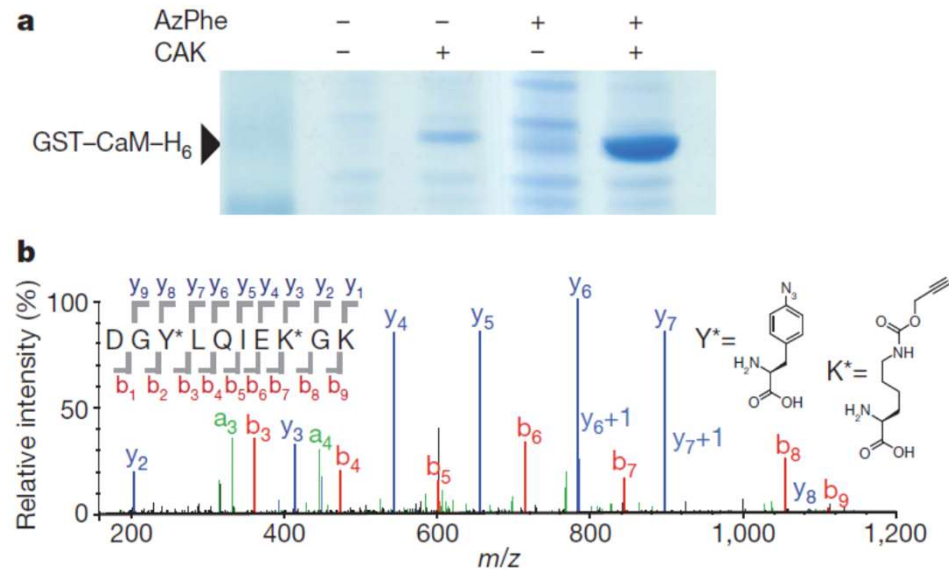 a
AzPhe − − + +
CAK − + − +
GST–CaM–H6
b
y9 y8 y7 y6 y5 y4 y3 y2 y1
D G Y* L Q I E K* G K
b1 b2 b3 b4 b5 b6 b7 b8 b9
Relative intensity (%)
100
50
0
y2
a3
b3
y3
a4
b4
y4
b5
y5
b6
y6
y6+1
b7
y7
y7+1
b8
y8
b9
200 400 600 800 1,000 1,200
m/z
Y*=
N3
H2N
O
OH
K*=
O
O
NH
H2N
O
OH